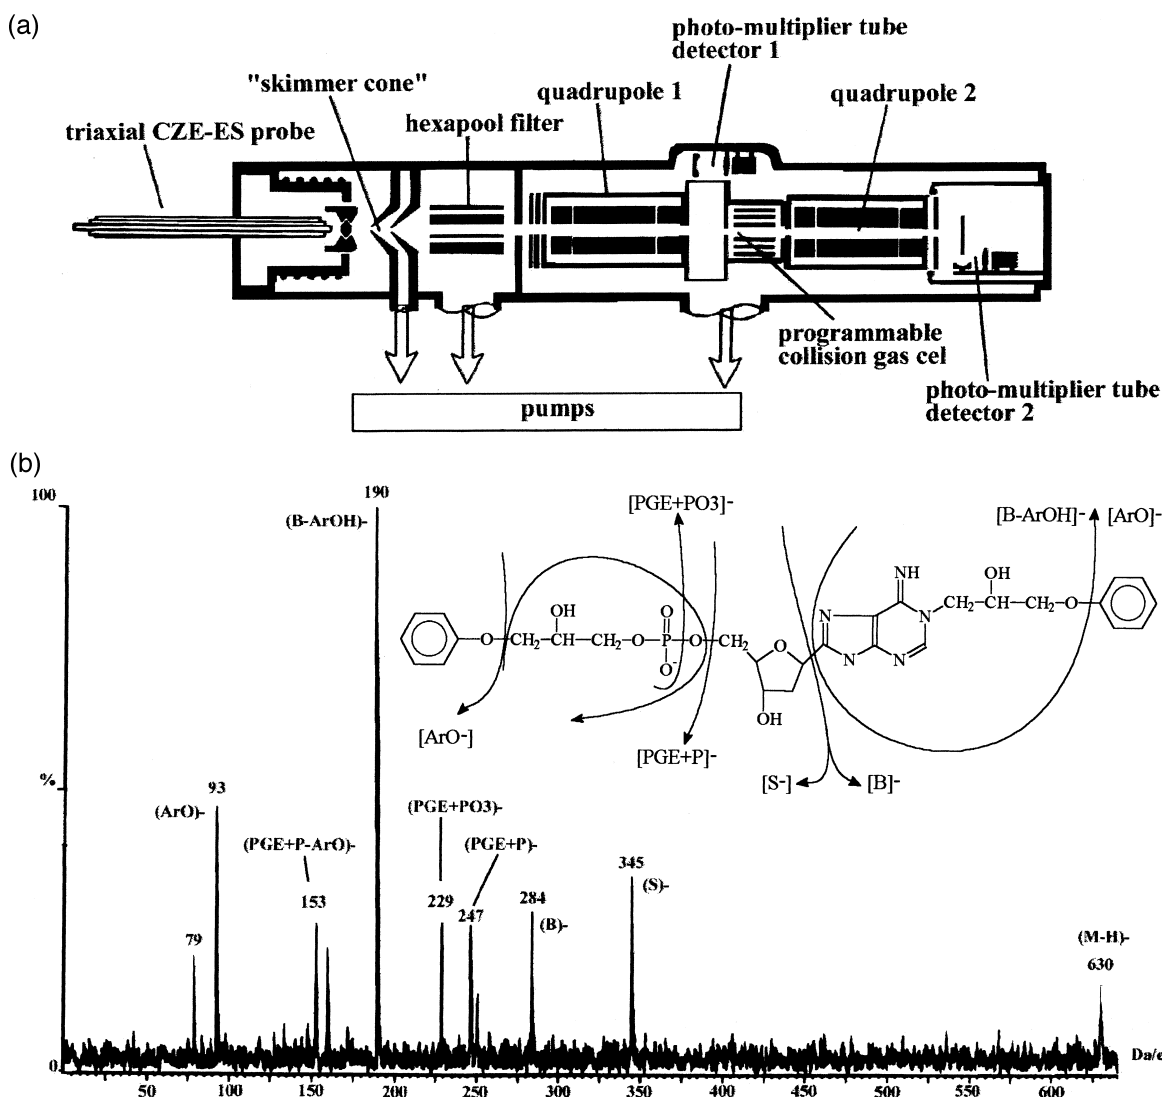 (a)
photo-multiplier tube
detector 1
"skimmer cone"
quadrupole 1
quadrupole 2
hexapool filter
triaxial CZE-ES probe
programmable
collision gas cel
photo-multiplier tube
detector 2
pumps
(b)
100
190
(B-ArOH)-
[PGE+PO3]-
[B-ArOH]- [ArO]-
NH
OH
N
N
CH2-CH-CH2-O
OH
O
O-CH2-CH-CH2-O-P-O-CH2
O-
O
N
N
OH
[ArO-]
[PGE+P]-
[S-]
[B]-
%
93
(ArO)-
(PGE+PO3)-
(PGE+P-ArO)-
(PGE+P)-
345
(S)-
153
229
247
284
(B)-
79
(M-H)-
630
0
Da/e
50
100
150
200
250
300
350
400
450
500
550
600